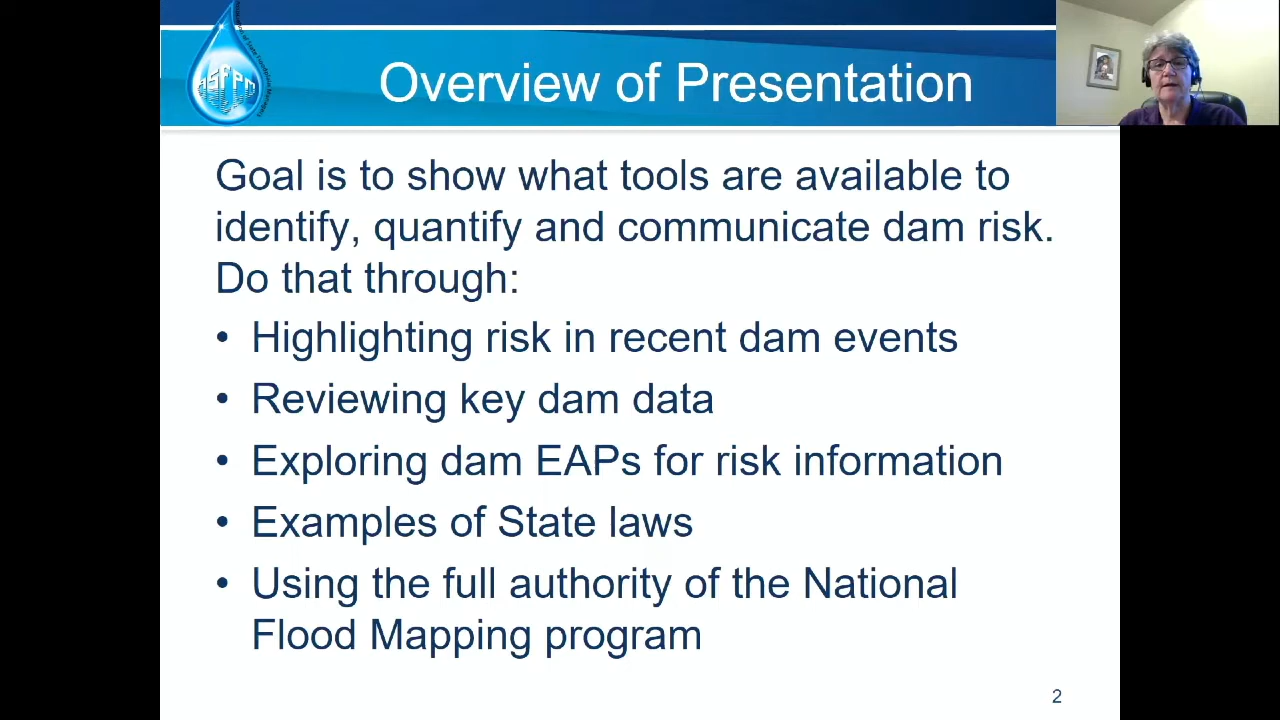 Overview of Presentation
ASFPM
Goal is to show what tools are available to
identify, quantify and communicate dam risk.
Do that through:
• Highlighting risk in recent dam events
• Reviewing key dam data
• Exploring dam EAPs for risk information
• Examples of State laws
• Using the full authority of the National
Flood Mapping program
2